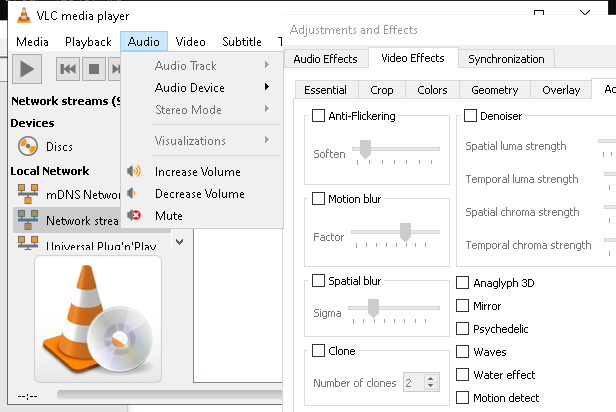 VLC media player
Media Playback Audio Video Subtitle
Audio Track
Audio Device
Stereo Mode
Visualizations
Increase Volume
Decrease Volume
Mute
Network streams
Devices
Discs
Local Network
mDNS Netwo
Network strea
Universal Plug'n'Play
--:--
Adjustments and Effects
Audio Effects Video Effects Synchronization
Essential Crop Colors Geometry Overlay
Anti-Flickering
Soften
Motion blur
Factor
Spatial blur
Sigma
Clone
Number of clones 2
Denoiser
Spatial luma strength
Temporal luma strength
Spatial chroma strength
Temporal chroma strength
Anaglyph 3D
Mirror
Psychedelic
Waves
Water effect
Motion detect